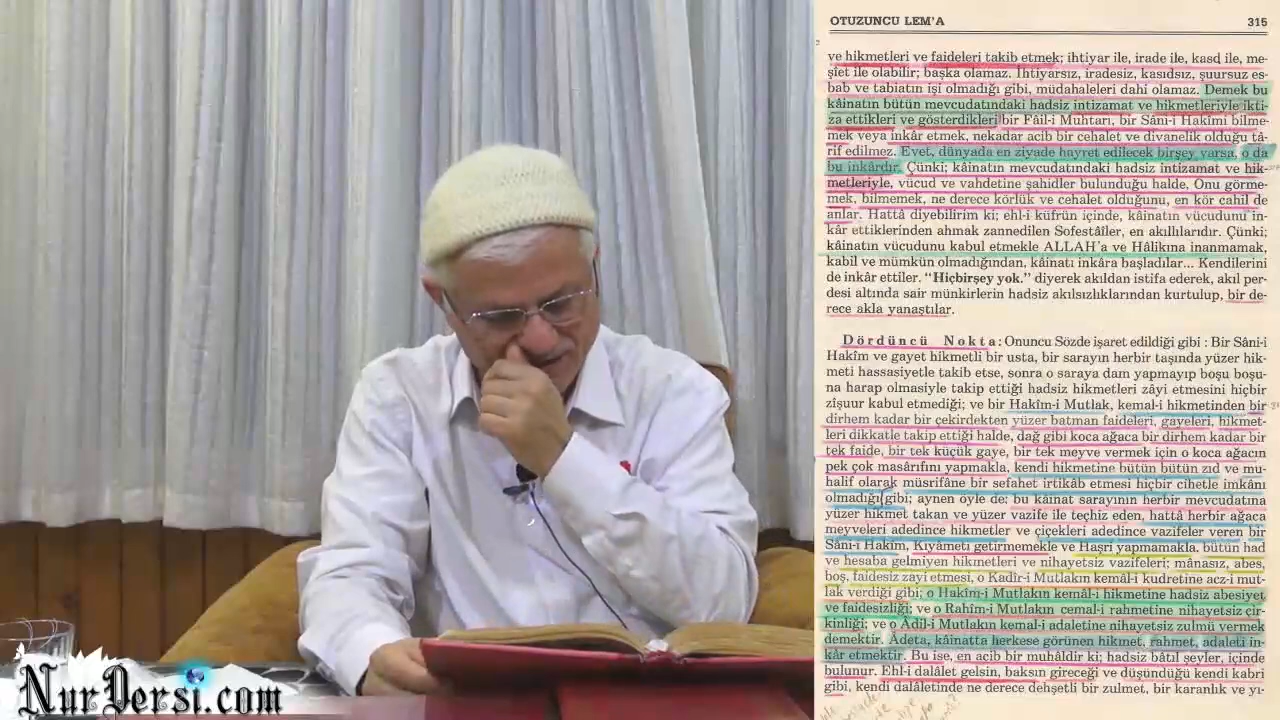 OTUZUNCU LEM'A 315
ve hikmetleri ve faideleri takib etmek; ihtiyar ile, irade ile, kasd ile, me-
şiet ile olabilir; başka olamaz. İhtiyarsız, iradesiz, kasıdsız, şuursuz es-
bab ve tabiatın işi olmadığı gibi, müdahaleleri dahi olamaz. Demek bu
kâinatın bütün mevcudatındaki hadsiz intizamat ve hikmetleriyle ikti-
za ettikleri ve gösterdikleri bir Fâil-i Muhtarı, bir Sâni-i Hakîmi bilme-
mek veya inkâr etmek, nekadar acib bir cehalet ve divanelik olduğu tâ-
rif edilmez. Evet, dünyada en ziyade hayret edilecek birşey varsa, o da
bu inkârdır. Çünki; kâinatın mevcudatındaki hadsiz intizamat ve hik-
metleriyle, vücud ve vahdetine şahidler bulunduğu halde, Onu görme-
mek, bilmemek, ne derece körlük ve cehalet olduğunu, en kör cahil de
anlar. Hattâ diyebilirim ki; ehl-i küfrün içinde, kâinatın vücudunu in-
kâr ettiklerinden ahmak zannedilen Sofestâîler, en akıllılarıdır. Çünki;
kâinatın vücudunu kabul etmekle ALLAH'a ve Hâlikına inanmamak,
kabil ve mümkün olmadığından, kâinatı inkâra başladılar... Kendilerini
de inkâr ettiler. "Hiçbirşey yok." diyerek akıldan istifa ederek, akıl per-
desi altında sair münkirlerin hadsiz akılsızlıklarından kurtulup, bir de-
rece akla yanaştılar.
Dördüncü Nokta: Onuncu Sözde işaret edildiği gibi : Bir Sâni-i
Hakîm ve gayet hikmetli bir usta, bir sarayın herbir taşında yüzer hik-
meti hassasiyetle takib etse, sonra o saraya dam yapmayıp boşu boşu-
na harap olmasiyle takip ettiği hadsiz hikmetleri zâyi etmesini hiçbir
zîşuur kabul etmediği; ve bir Hakîm-i Mutlak, kemal-i hikmetinden bir
dirhem kadar bir çekirdekten yüzer batman faideleri, gayeleri, hikmet-
leri dikkatle takip ettiği halde, dağ gibi koca ağaca bir dirhem kadar bir
tek faide, bir tek küçük gaye, bir tek meyve vermek için o koca ağacın
pek çok masârıfını yapmakla, kendi hikmetine bütün bütün zıd ve mu-
halif olarak müsrifâne bir sefahet irtikâb etmesi hiçbir cihetle imkânı
olmadığı gibi; aynen öyle de: bu kâinat sarayının herbir mevcudatına
yüzer hikmet takan ve yüzer vazife ile teçhiz eden, hattâ herbir ağaca
meyveleri adedince hikmetler ve çiçekleri adedince vazifeler veren bir
Sâni-i Hakîm, Kıyâmeti getirmemekle ve Haşri yapmamakla. bütün had
ve hesaba gelmiyen hikmetleri ve nihayetsiz vazifeleri; mânasız, abes,
boş, faidesiz zayi etmesi, o Kadîr-i Mutlakın kemâl-i kudretine acz-i mut-
lak verdiği gibi; o Hakîm-i Mutlakın kemâl-i hikmetine hadsiz abesiyet
ve faidesizliği; ve o Rahîm-i Mutlakın cemal-i rahmetine nihayetsiz çir-
kinliği; ve o Âdil-i Mutlakın kemal-i adaletine nihayetsiz zulmü vermek
demektir. Âdeta, kâinatta herkese görünen hikmet, rahmet, adaleti in-
kâr etmektir. Bu ise, en acib bir muhâldir ki; hadsiz bâtıl şeyler, içinde
bulunur. Ehl-i dalâlet gelsin, baksın gireceği ve düşündüğü kendi kabri
gibi, kendi dalâletinde ne derece dehşetli bir zulmet, bir karanlık ve yı-
NurDersi.com